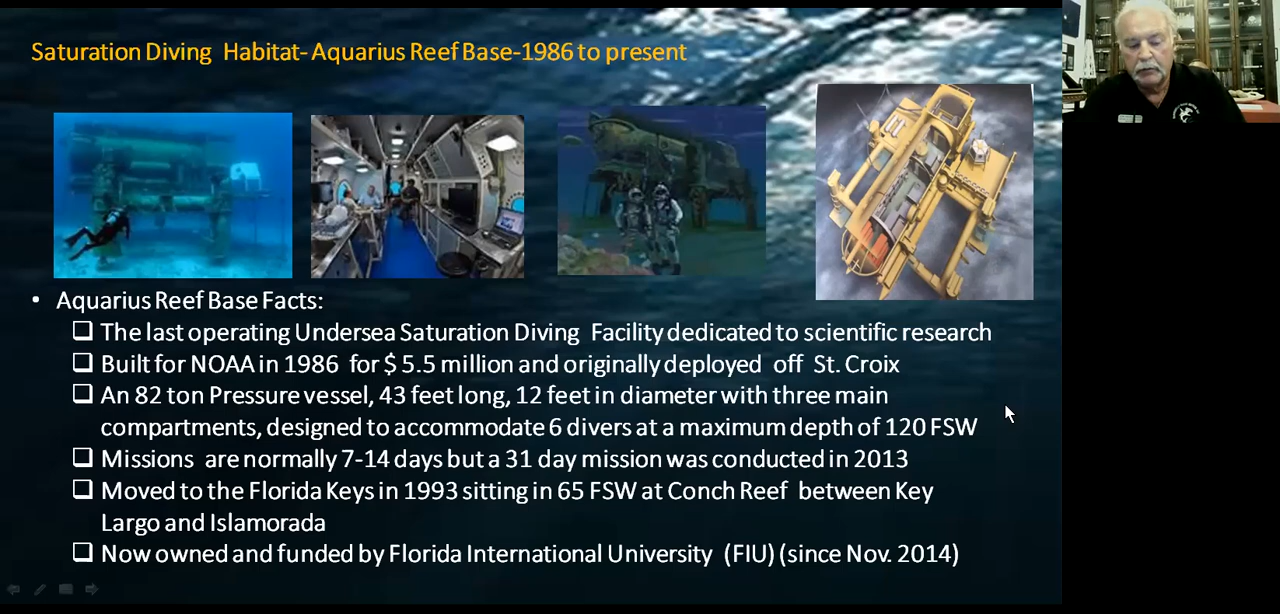 Saturation Diving Habitat- Aquarius Reef Base-1986 to present
• Aquarius Reef Base Facts:
❑ The last operating Undersea Saturation Diving Facility dedicated to scientific research
❑ Built for NOAA in 1986 for $ 5.5 million and originally deployed off St. Croix
❑ An 82 ton Pressure vessel, 43 feet long, 12 feet in diameter with three main
compartments, designed to accommodate 6 divers at a maximum depth of 120 FSW
❑ Missions are normally 7-14 days but a 31 day mission was conducted in 2013
❑ Moved to the Florida Keys in 1993 sitting in 65 FSW at Conch Reef between Key
Largo and Islamorada
❑ Now owned and funded by Florida International University (FIU) (since Nov. 2014)